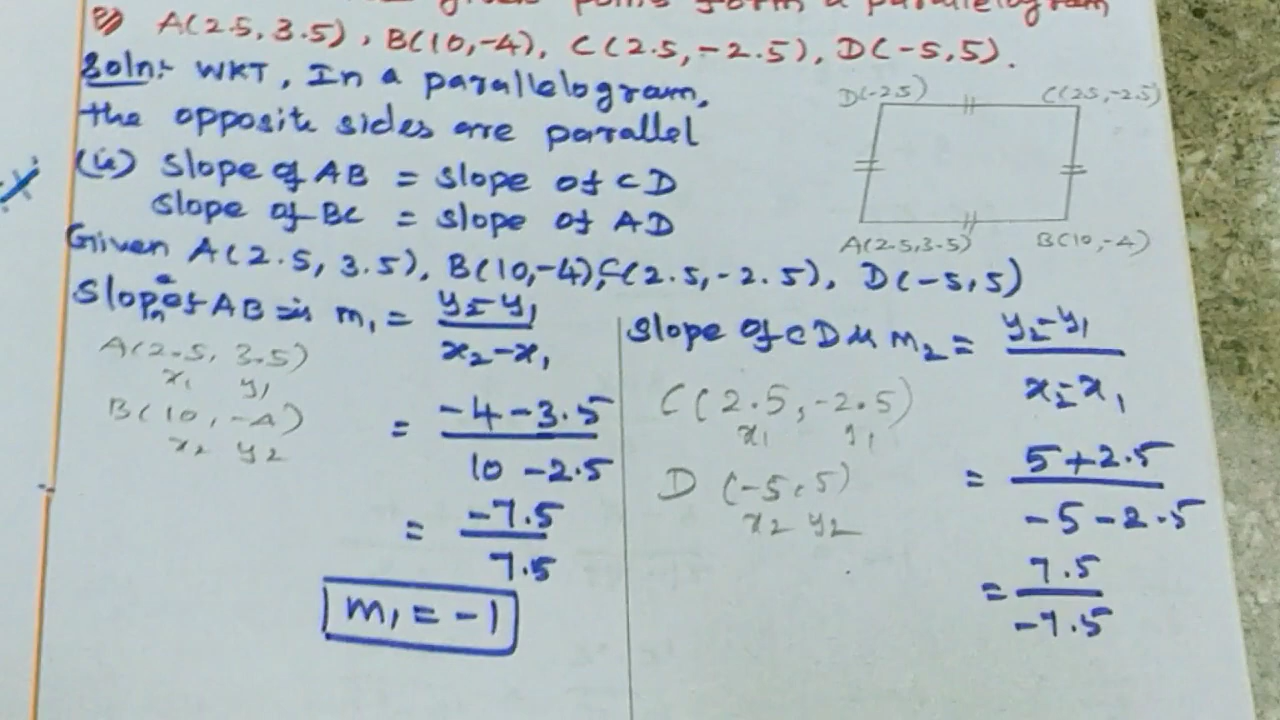 given points form a parallelogram
A(2.5, 3.5), B(10,-4), C(2.5,-2.5), D(-5,5).
Soln:- WKT, In a parallelogram,
the opposite sides are parallel
(ie) Slope of AB = Slope of CD
Slope of BC = Slope of AD
D(-2.5)
C(2.5,-2.5)
A(2.5,3.5)
B(10,-4)
Given A(2.5, 3.5), B(10,-4), C(2.5,-2.5), D(-5,5)
Slope of AB is m₁ = y₂-y₁
x₂-x₁
A(2.5, 3.5)
x₁ y₁
B(10, -4)
x₂ y₂
= -4-3.5
10-2.5
= -7.5
7.5
m₁ = -1
Slope of CD is m₂ = y₂-y₁
x₂-x₁
C(2.5,-2.5)
x₁ y₁
D (-5,5)
x₂ y₂
= 5+2.5
-5-2.5
= 7.5
-7.5